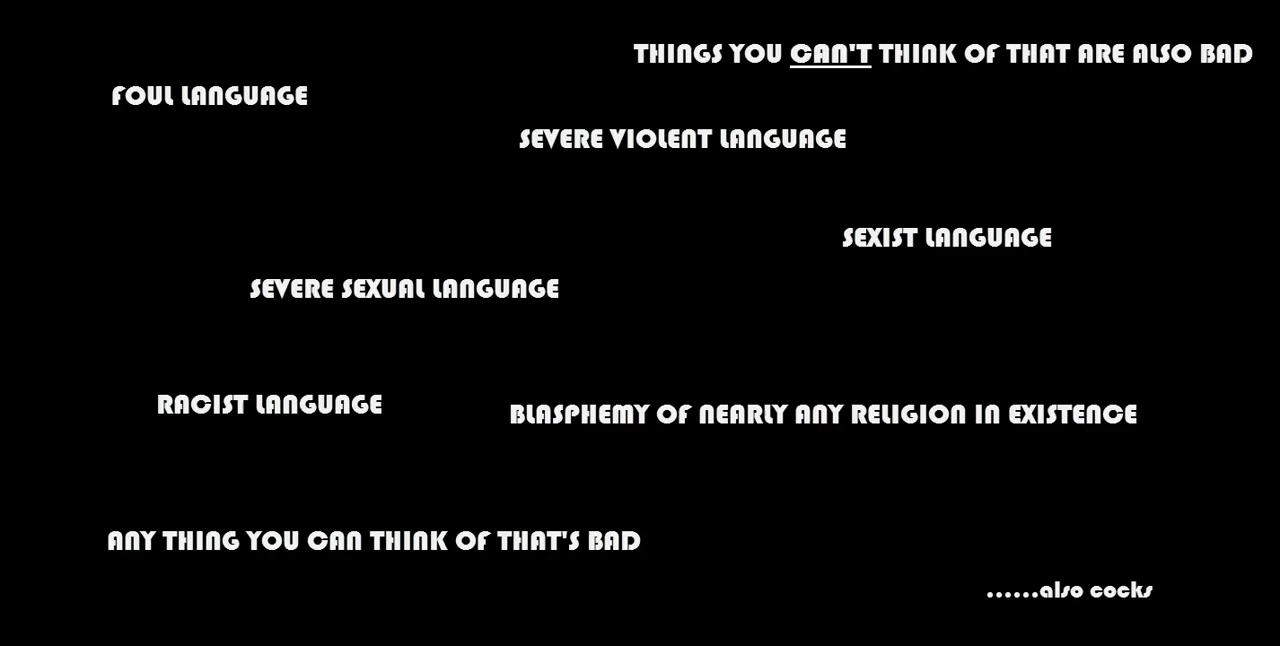 THINGS YOU CAN'T THINK OF THAT ARE ALSO BAD
FOUL LANGUAGE
SEVERE VIOLENT LANGUAGE
SEXIST LANGUAGE
SEVERE SEXUAL LANGUAGE
RACIST LANGUAGE
BLASPHEMY OF NEARLY ANY RELIGION IN EXISTENCE
ANY THING YOU CAN THINK OF THAT'S BAD
......also cocks